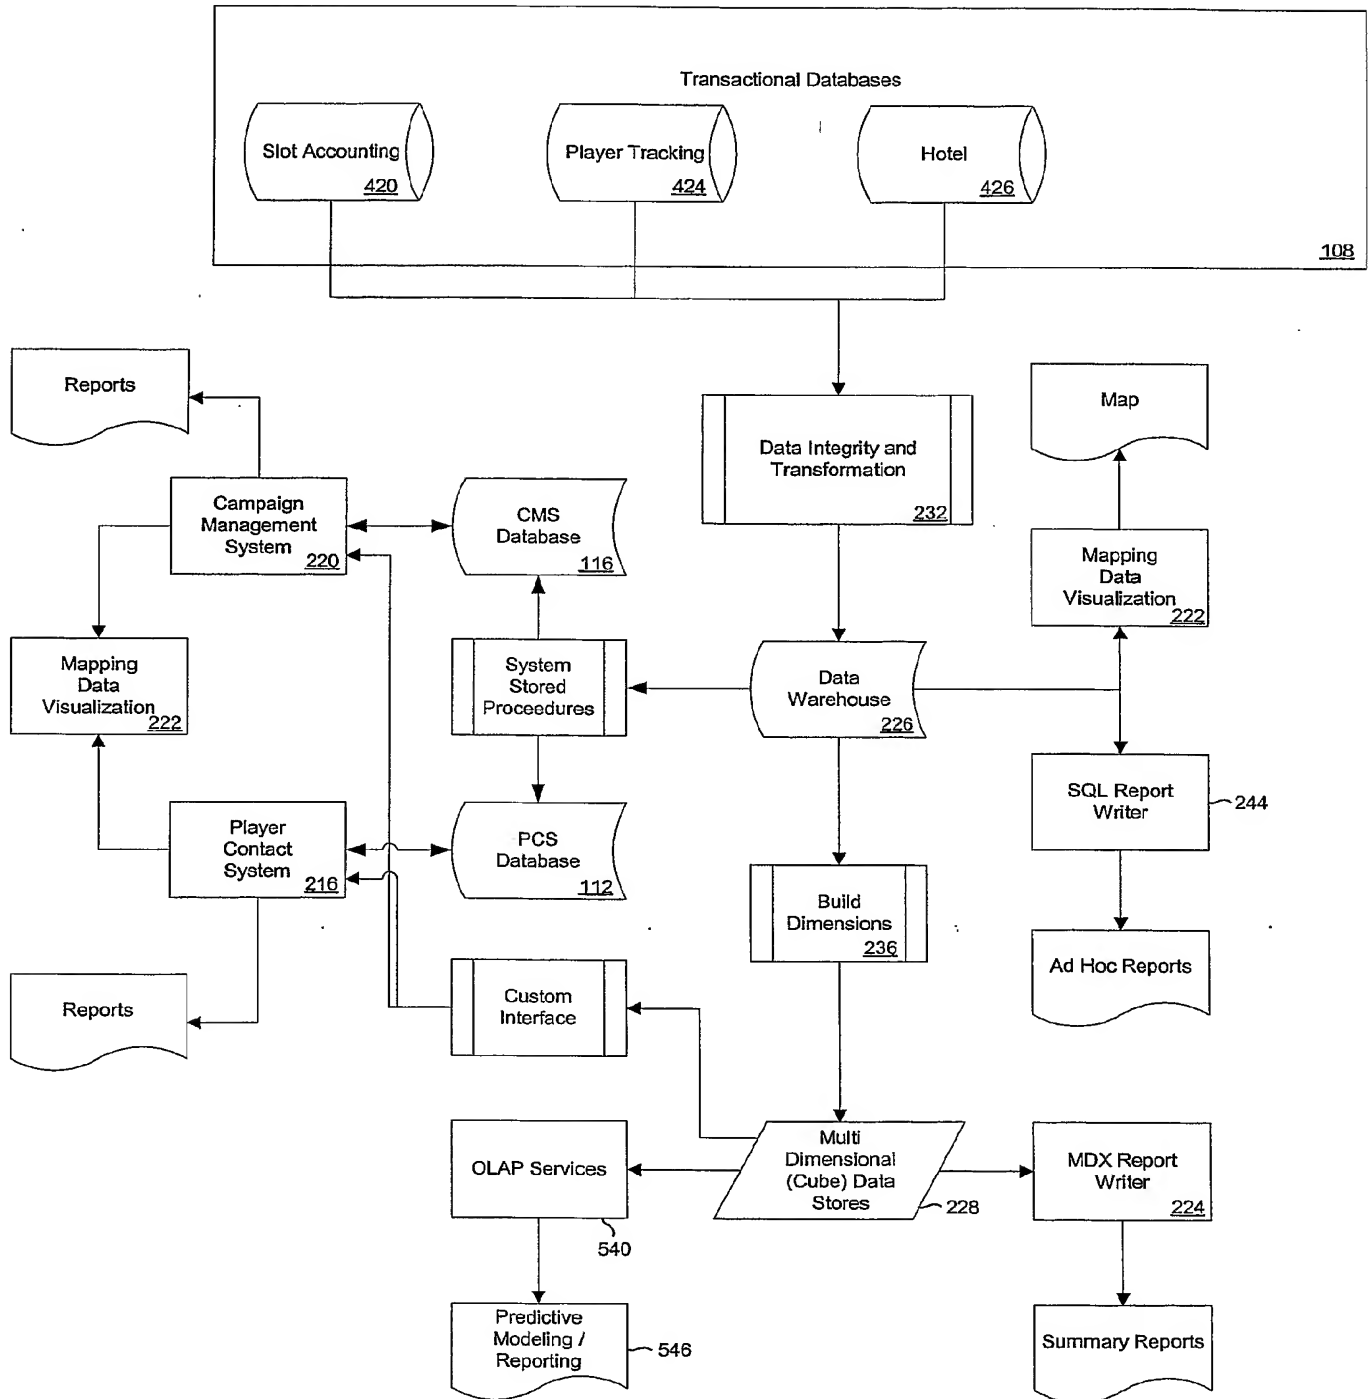 Transactional Databases
Slot Accounting
420
Player Tracking
424
Hotel
426
108
Reports
Map
Data Integrity and
Transformation
232
Campaign
Management
System
220
CMS
Database
116
Mapping
Data
Visualization
222
Mapping
Data
Visualization
222
System
Stored
Proceedures
Data
Warehouse
226
SQL Report
Writer
244
Player
Contact
System
216
PCS
Database
112
Build
Dimensions
236
Ad Hoc Reports
Reports
Custom
Interface
OLAP Services
540
Multi
Dimensional
(Cube) Data
Stores
228
MDX Report
Writer
224
Predictive
Modeling /
Reporting
546
Summary Reports